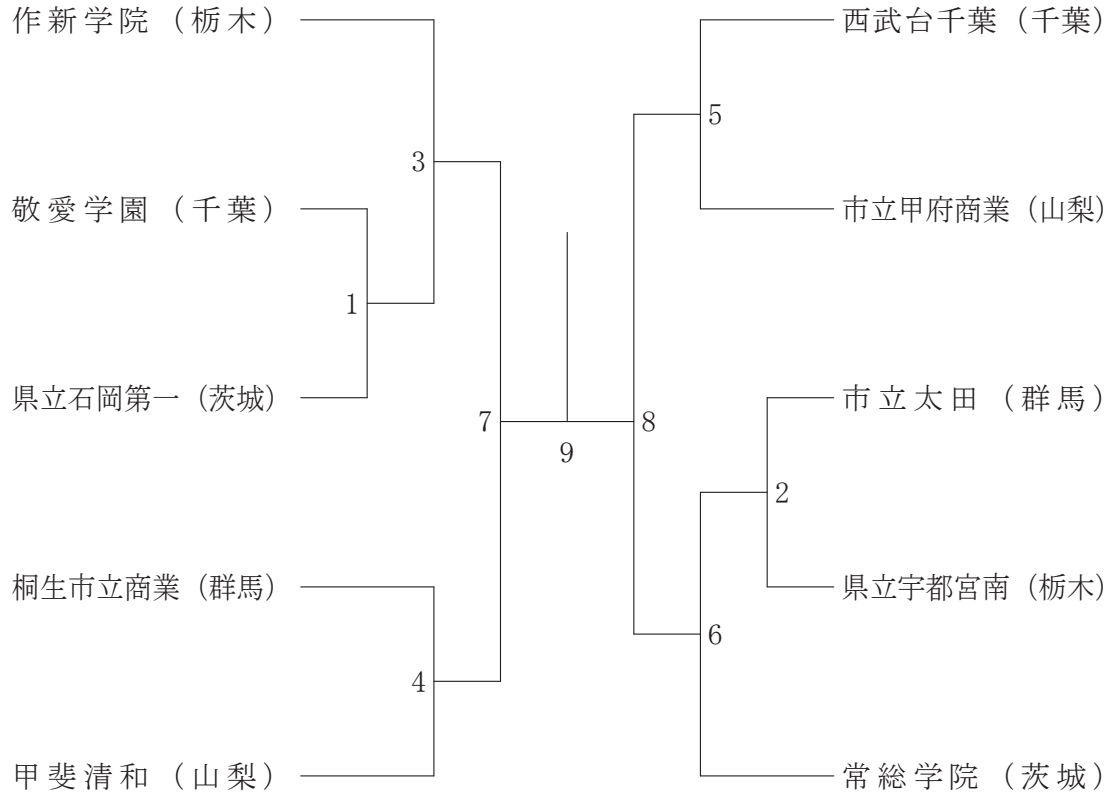 作新学院（栃木）
敬愛学園（千葉）
県立石岡第一（茨城）
桐生市立商業（群馬）
甲斐清和（山梨）
1
3
4
7
9
8
5
6
2
西武台千葉（千葉）
市立甲府商業（山梨）
市立太田（群馬）
県立宇都宮南（栃木）
常総学院（茨城）